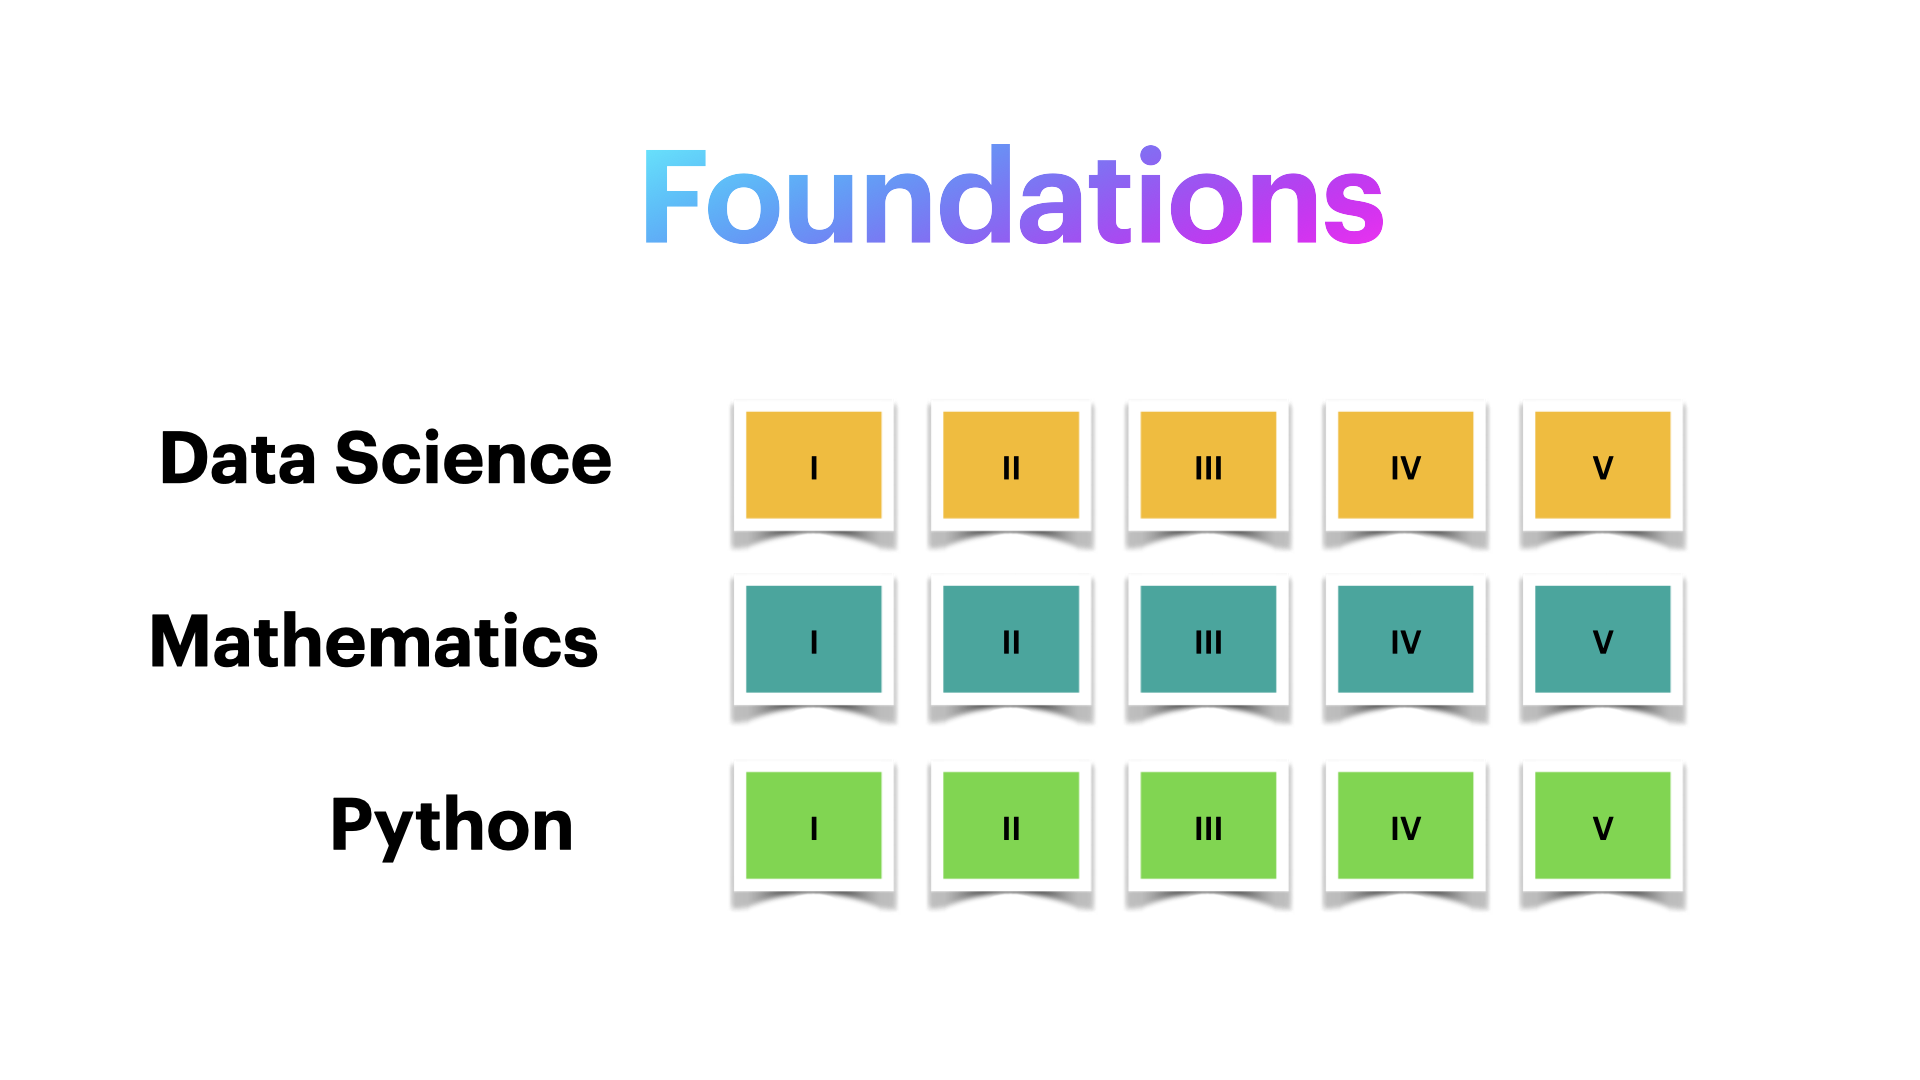 Foundations
Data Science I II III IV V
Mathematics I II III IV V
Python I II III IV V